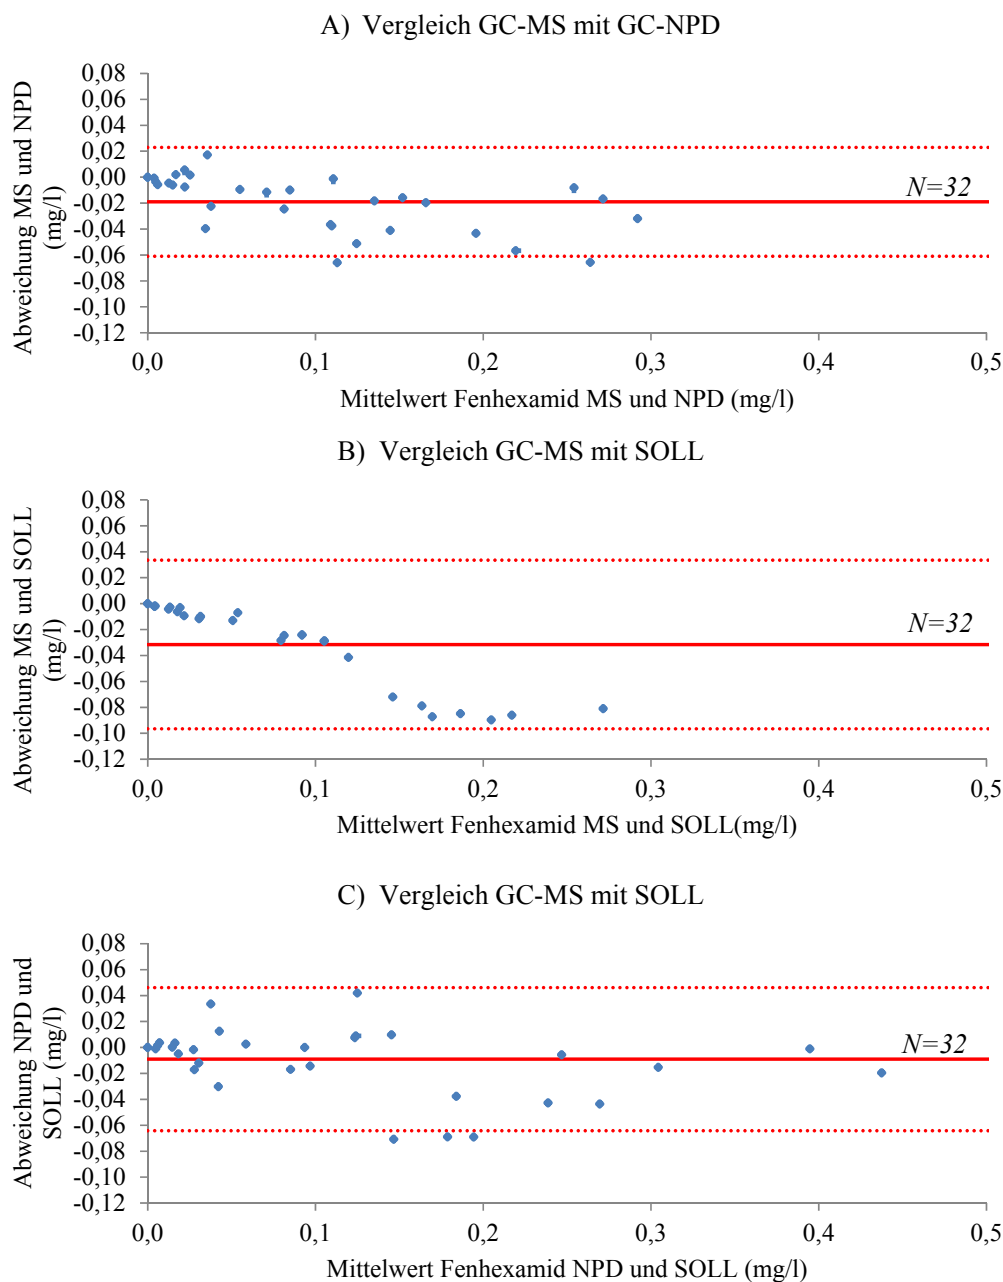 A) Vergleich GC-MS mit GC-NPD
Abweichung MS und NPD
(mg/l)
0,08
0,06
0,04
0,02
0,00
-0,02
-0,04
-0,06
-0,08
-0,10
-0,12
N=32
0,0 0,1 0,2 0,3 0,4 0,5
Mittelwert Fenhexamid MS und NPD (mg/l)
B) Vergleich GC-MS mit SOLL
Abweichung MS und SOLL
(mg/l)
0,08
0,06
0,04
0,02
0,00
-0,02
-0,04
-0,06
-0,08
-0,10
-0,12
N=32
0,0 0,1 0,2 0,3 0,4 0,5
Mittelwert Fenhexamid MS und SOLL(mg/l)
C) Vergleich GC-MS mit SOLL
Abweichung NPD und
SOLL (mg/l)
0,08
0,06
0,04
0,02
0,00
-0,02
-0,04
-0,06
-0,08
-0,10
-0,12
N=32
0,0 0,1 0,2 0,3 0,4 0,5
Mittelwert Fenhexamid NPD und SOLL (mg/l)